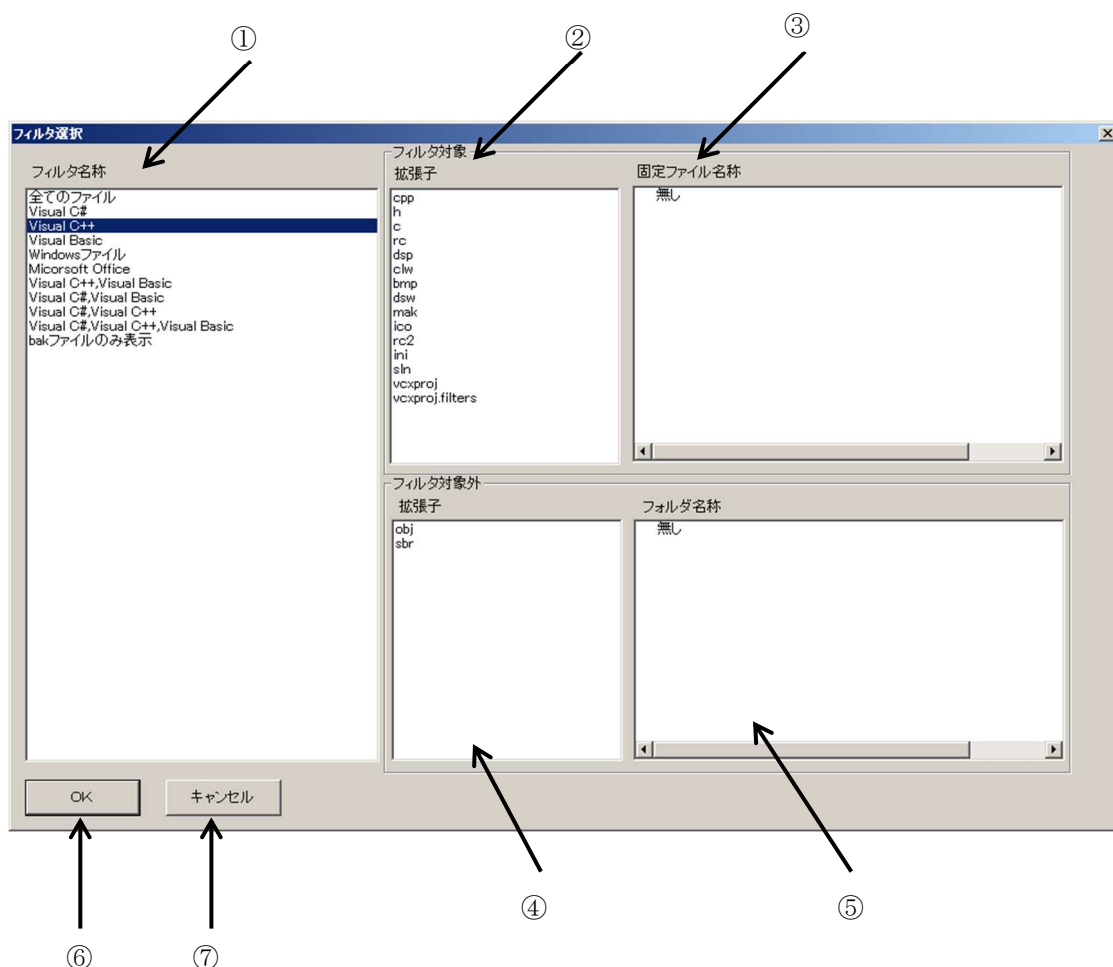 ① ② ③
フィルタ選択
フィルタ名称
全てのファイル
Visual C#
Visual C++
Visual Basic
Windowsファイル
Micorsoft Office
Visual C++,Visual Basic
Visual C#,Visual Basic
Visual C#,Visual C++
Visual C#,Visual C++,Visual Basic
bakファイルのみ表示
フィルタ対象
拡張子
cpp
h
c
rc
dsp
clw
bmp
dsw
mak
ico
rc2
ini
sln
vcxproj
vcxproj.filters
固定ファイル名称
無し
フィルタ対象外
拡張子
obj
sbr
フォルダ名称
無し
OK
キャンセル
④ ⑤
⑥ ⑦